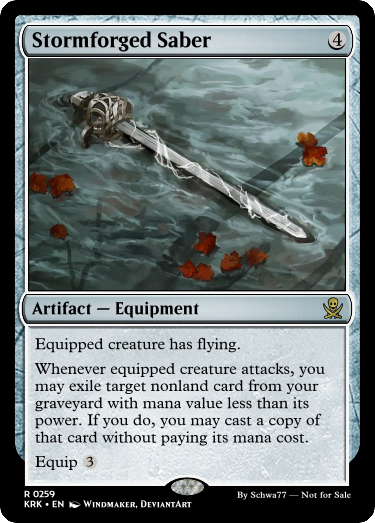 Stormforged Saber 4
Artifact — Equipment
Equipped creature has flying.
Whenever equipped creature attacks, you
may exile target nonland card from your
graveyard with mana value less than its
power. If you do, you may cast a copy of
that card without paying its mana cost.
Equip 3
R 0259
KRK • EN Windmaker, DeviantArt
By Schwa77 — Not for Sale